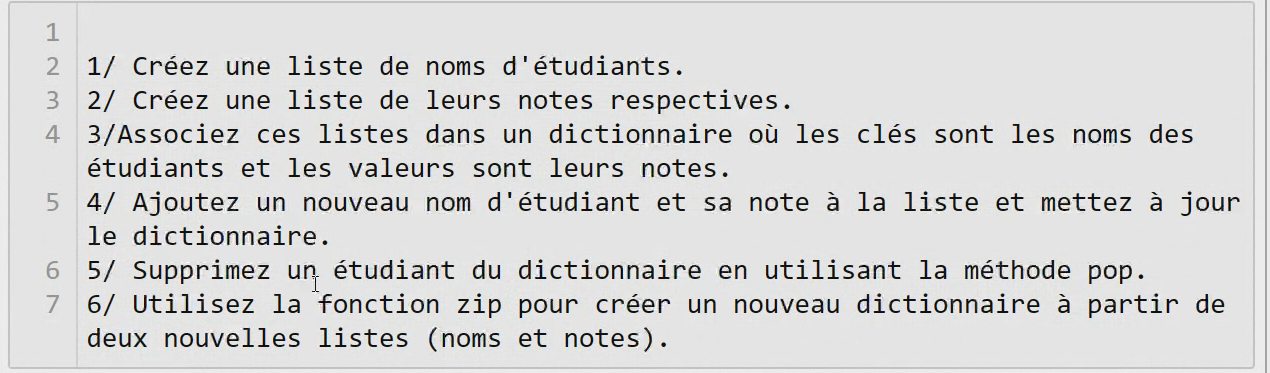 1
2 1/ Créez une liste de noms d'étudiants.
3 2/ Créez une liste de leurs notes respectives.
4 3/Associez ces listes dans un dictionnaire où les clés sont les noms des
étudiants et les valeurs sont leurs notes.
5 4/ Ajoutez un nouveau nom d'étudiant et sa note à la liste et mettez à jour
le dictionnaire.
6 5/ Supprimez un étudiant du dictionnaire en utilisant la méthode pop.
7 6/ Utilisez la fonction zip pour créer un nouveau dictionnaire à partir de
deux nouvelles listes (noms et notes).